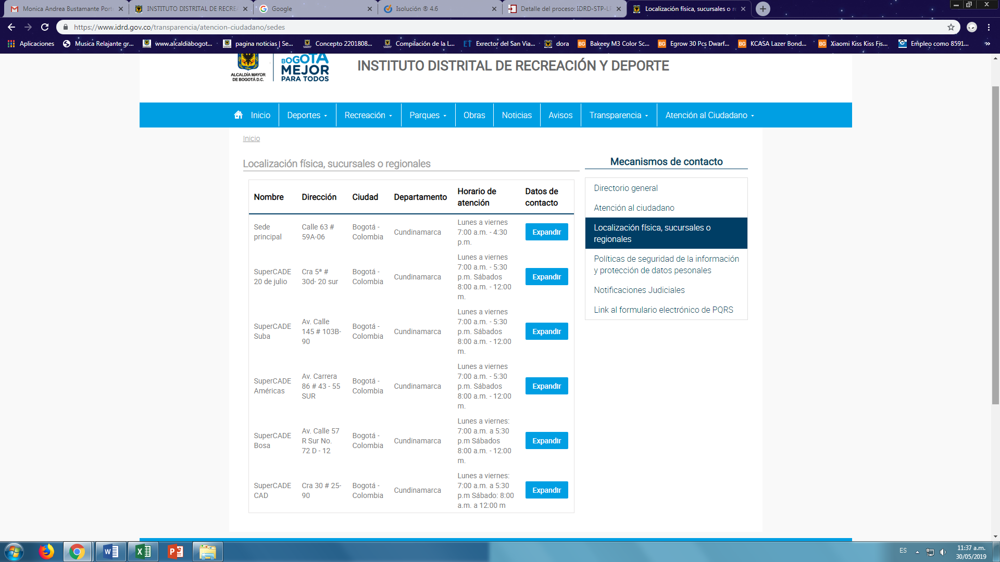 Monica Andrea Bustamante Port
INSTITUTO DISTRITAL DE RECREA
Google
Isolución ® 4.6
Detalle del proceso: IDRD-STP-LP
Localización física, sucursales o re
https://www.idrd.gov.co/transparencia/atencion-ciudadano/sedes
Aplicaciones
Musica Relajante gr...
www.alcaldiabogot...
pagina noticias | Se...
Concepto 2201808...
Compilación de la L...
ET
Exrector del San Via...
dora
BG
Bakeey M3 Color Sc...
BG
Egrow 30 Pcs Dwarf...
BG
KCASA Lazer Bond...
BG
Xiaomi Kiss Kiss Fis...
Empleo como 8591...
»
ALCALDÍA MAYOR
DE BOGOTÁ D.C.
BOGOTÁ
MEJOR
PARA TODOS
INSTITUTO DISTRITAL DE RECREACIÓN Y DEPORTE
Inicio
Deportes
Recreación
Parques
Obras
Noticias
Avisos
Transparencia
Atención al Ciudadano
Inicio
Localización física, sucursales o regionales
Nombre
Dirección
Ciudad
Departamento
Horario de
atención
Datos de
contacto
Sede
principal
Calle 63 #
59A-06
Bogotá -
Colombia
Cundinamarca
Lunes a viernes
7:00 a.m. - 4:30
p.m.
Expandir
SuperCADE
20 de julio
Cra 5ª #
30d- 20 sur
Bogotá -
Colombia
Cundinamarca
Lunes a viernes
7:00 a.m. - 5:30
p.m. Sábados
8:00 a.m. - 12:00
m.
Expandir
SuperCADE
Suba
Av. Calle
145 # 103B-
90
Bogotá -
Colombia
Cundinamarca
Lunes a viernes
7:00 a.m. - 5:30
p.m. Sábados
8:00 a.m. - 12:00
m.
Expandir
SuperCADE
Américas
Av. Carrera
86 # 43 - 55
SUR
Bogotá -
Colombia
Cundinamarca
Lunes a viernes
7:00 a.m. - 5:30
p.m. Sábados
8:00 a.m. - 12:00
m.
Expandir
SuperCADE
Bosa
Av. Calle 57
R Sur No.
72 D - 12
Bogotá -
Colombia
Cundinamarca
Lunes a viernes:
7:00 a.m. a 5:30
p.m Sábados
8:00 a.m. - 12:00
m.
Expandir
SuperCADE
CAD
Cra 30 # 25-
90
Bogotá -
Colombia
Cundinamarca
Lunes a viernes:
7:00 a.m. a 5:30
p.m Sábado: 8:00
a.m. a 12:00 m
Expandir
Mecanismos de contacto
Directorio general
Atención al ciudadano
Localización física, sucursales o
regionales
Políticas de seguridad de la información
y protección de datos pesonales
Notificaciones Judiciales
Link al formulario electrónico de PQRS
ES
11:37 a.m.
30/05/2019